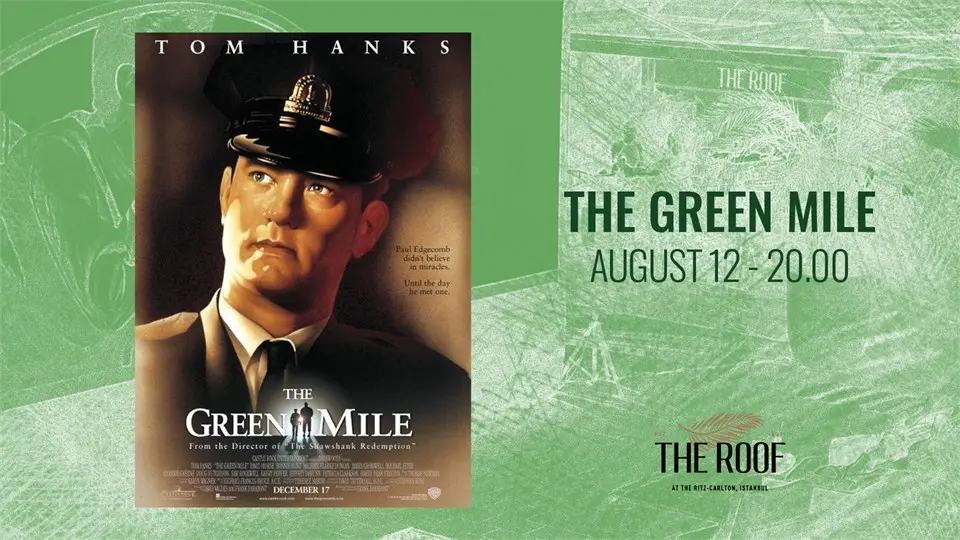 TOM HANKS
Paul Edgecomb
didn't believe
in miracles.
Until the day
he met one.
THE
GREEN MILE
From the Director of "The Shawshank Redemption"
DECEMBER 17
THE ROOF
THE GREEN MILE
AUGUST 12 - 20.00
THE ROOF
AT THE RITZ-CARLTON, ISTANBUL